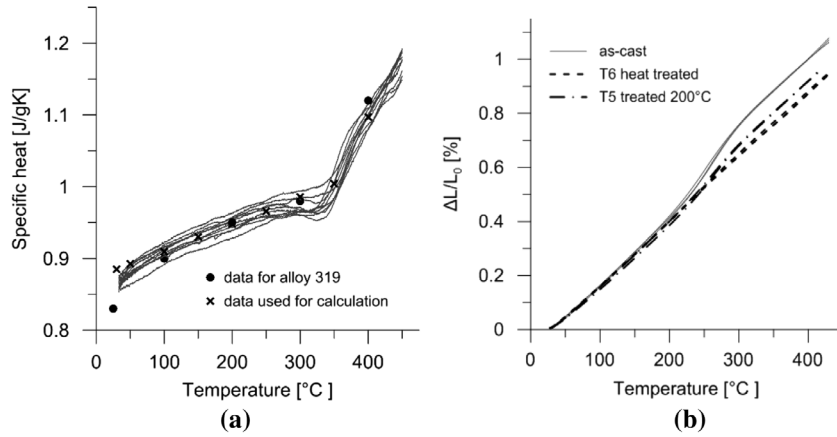 Specific heat [J/gK]
1.2
1.1
1
0.9
0.8
data for alloy 319
data used for calculation
0 100 200 300 400
Temperature [°C]
(a)
ΔL/L0 [%]
1
0.8
0.6
0.4
0.2
0
as-cast
T6 heat treated
T5 treated 200°C
0 100 200 300 400
Temperature [°C]
(b)